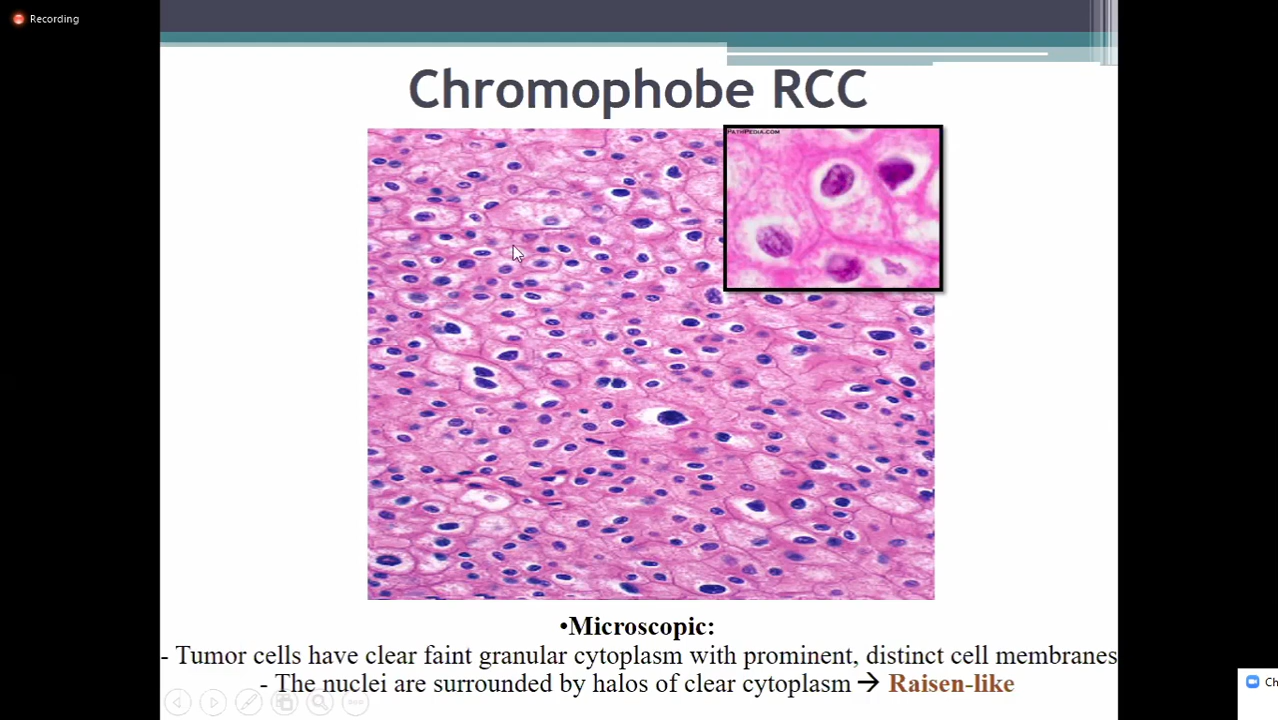 Recording
Chromophobe RCC
PATHPEDIA.COM
•Microscopic:
- Tumor cells have clear faint granular cytoplasm with prominent, distinct cell membranes
- The nuclei are surrounded by halos of clear cytoplasm → Raisen-like
Ch